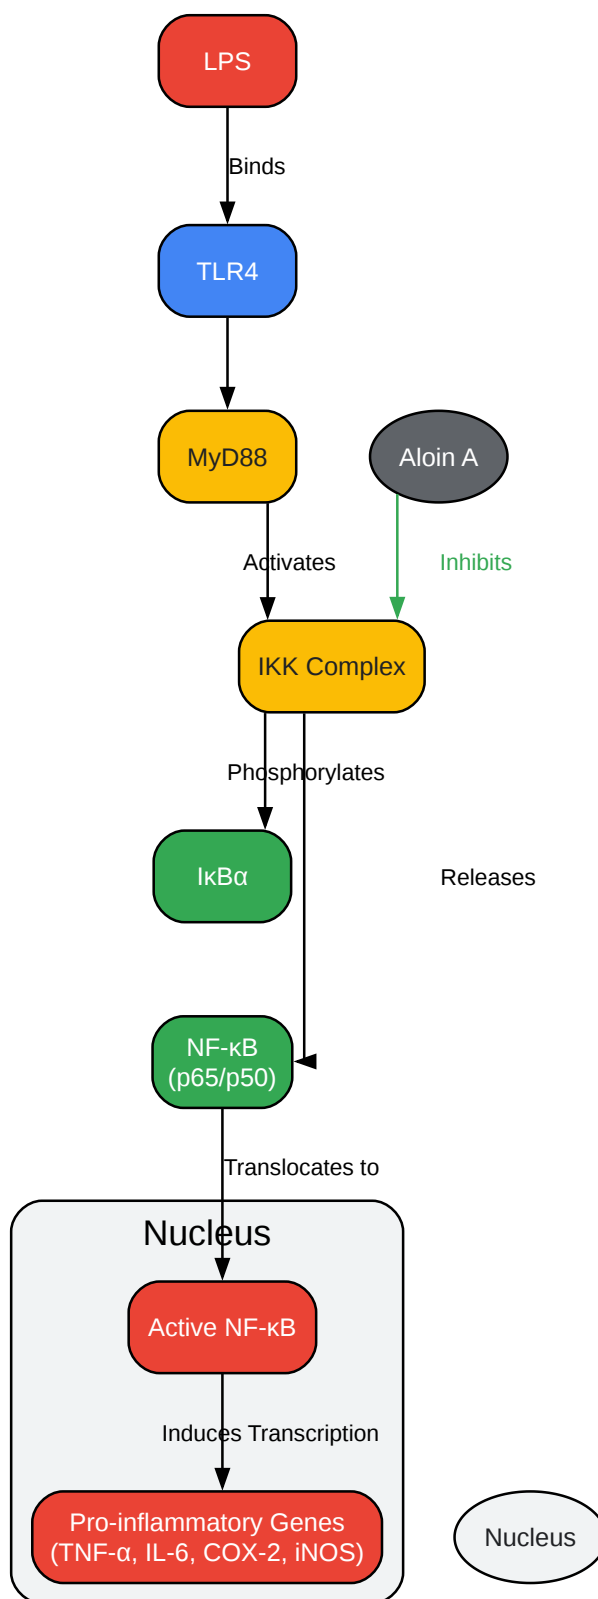 LPS
Binds
TLR4
MyD88
Aloin A
Activates
Inhibits
IKK Complex
Phosphorylates
IκBα
Releases
NF-κB
(p65/p50)
Translocates to
Nucleus
Active NF-κB
Induces Transcription
Pro-inflammatory Genes
(TNF-α, IL-6, COX-2, iNOS)
Nucleus